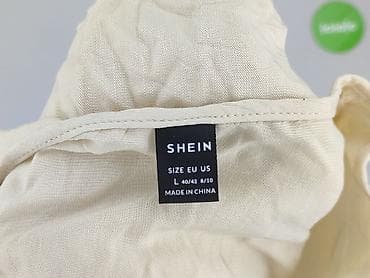 SHEIN
SIZE EU US
L 40/42 8/10
MADE IN CHINA